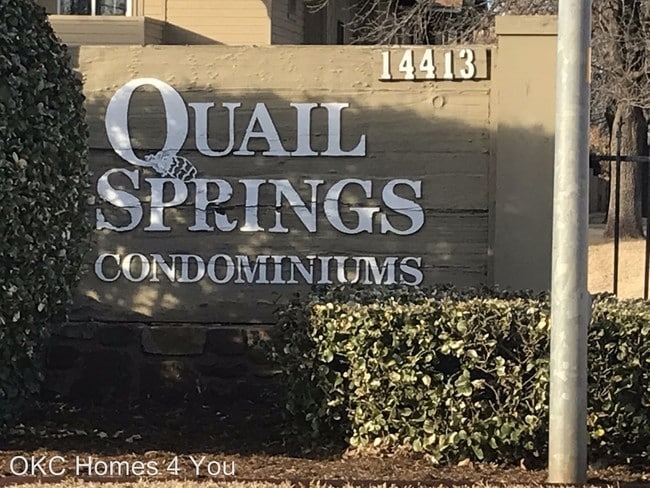 14413
QUAIL
SPRINGS
CONDOMINIUMS
OKC Homes 4 You